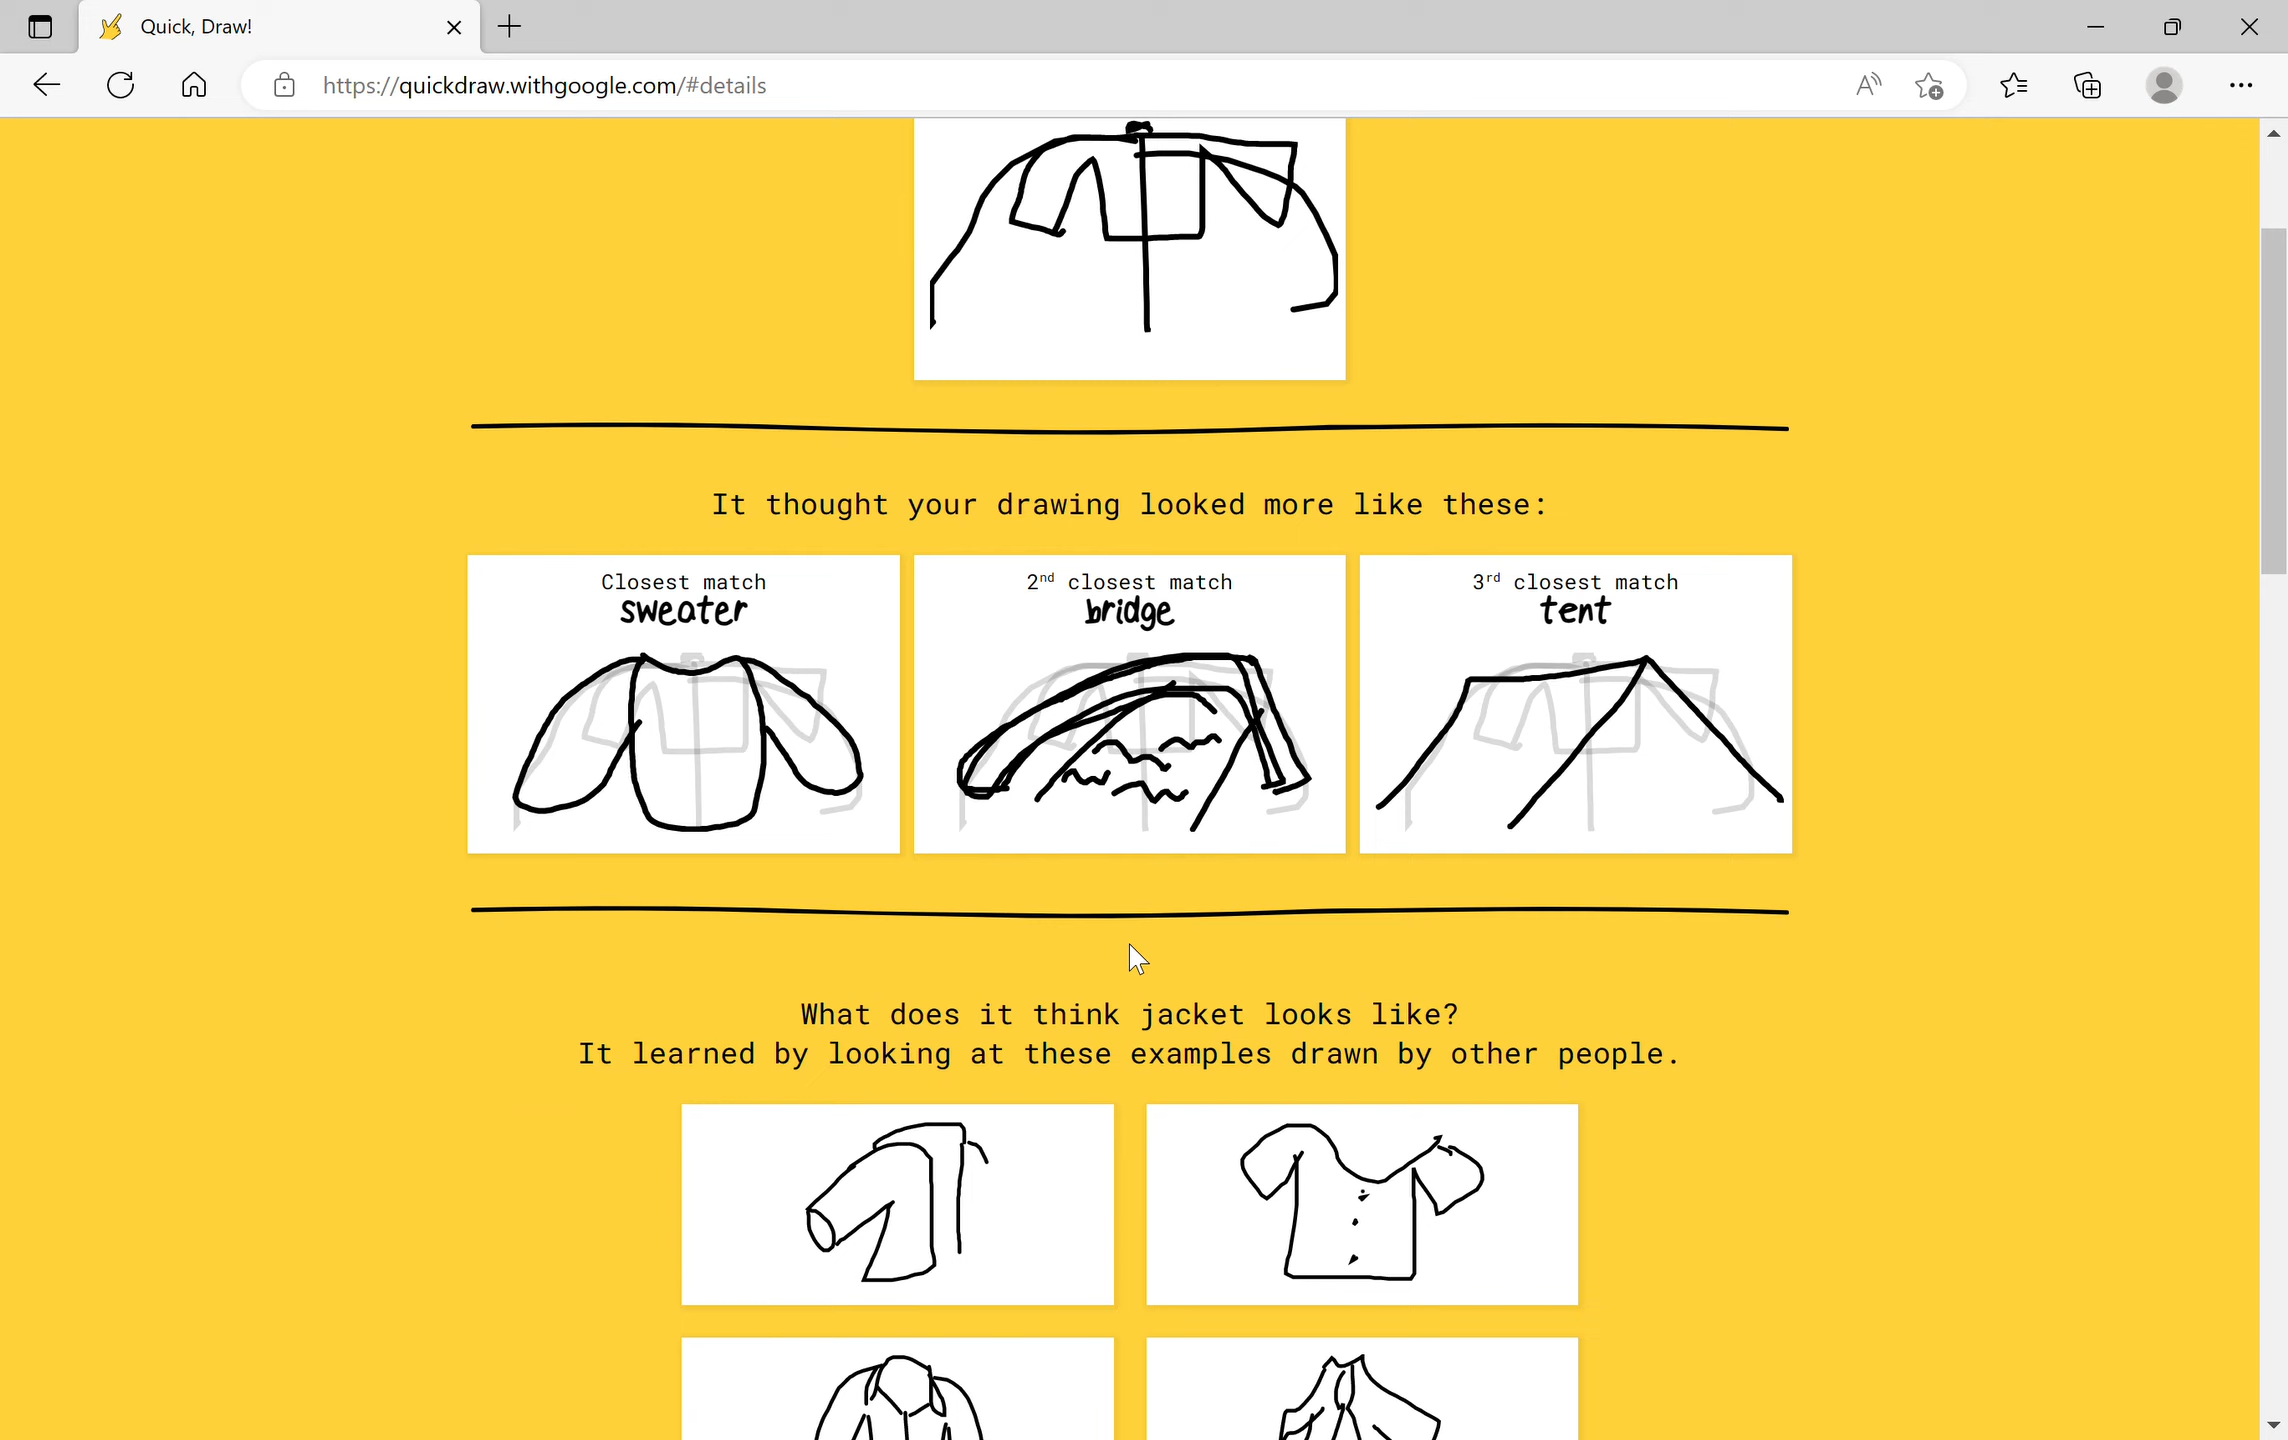 Quick, Draw!
https://quickdraw.withgoogle.com/#details
It thought your drawing looked more like these:
Closest match
sweater
2nd closest match
bridge
3rd closest match
tent
What does it think jacket looks like?
It learned by looking at these examples drawn by other people.